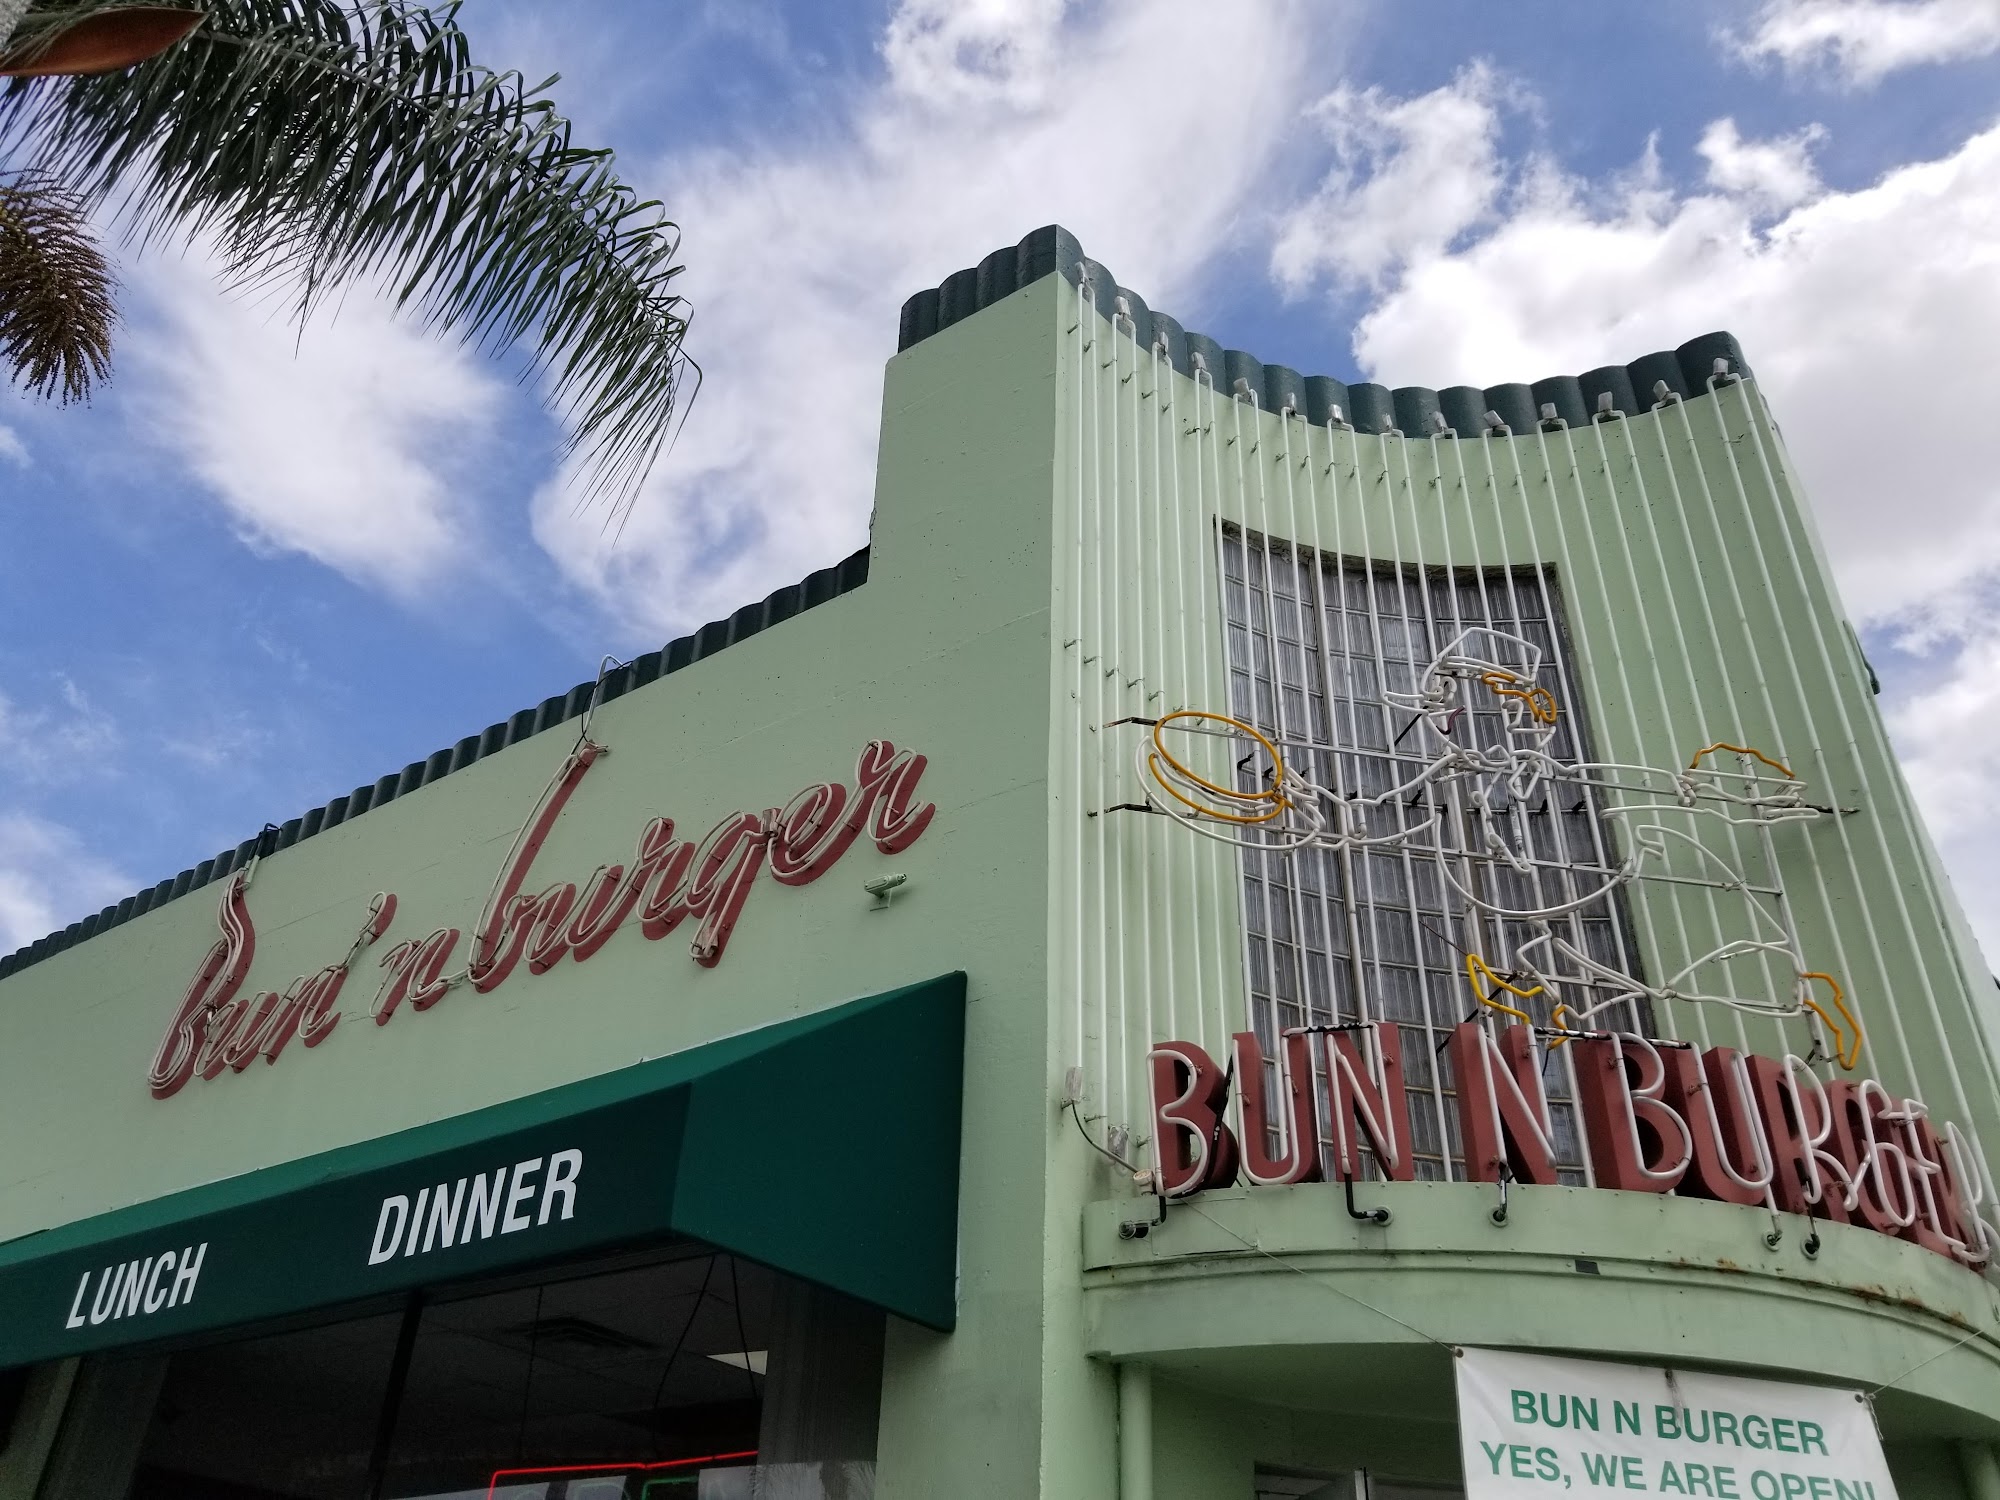 Bun 'n burger
LUNCH DINNER
BUN N BURGER
BUN N BURGER
YES, WE ARE OPEN!